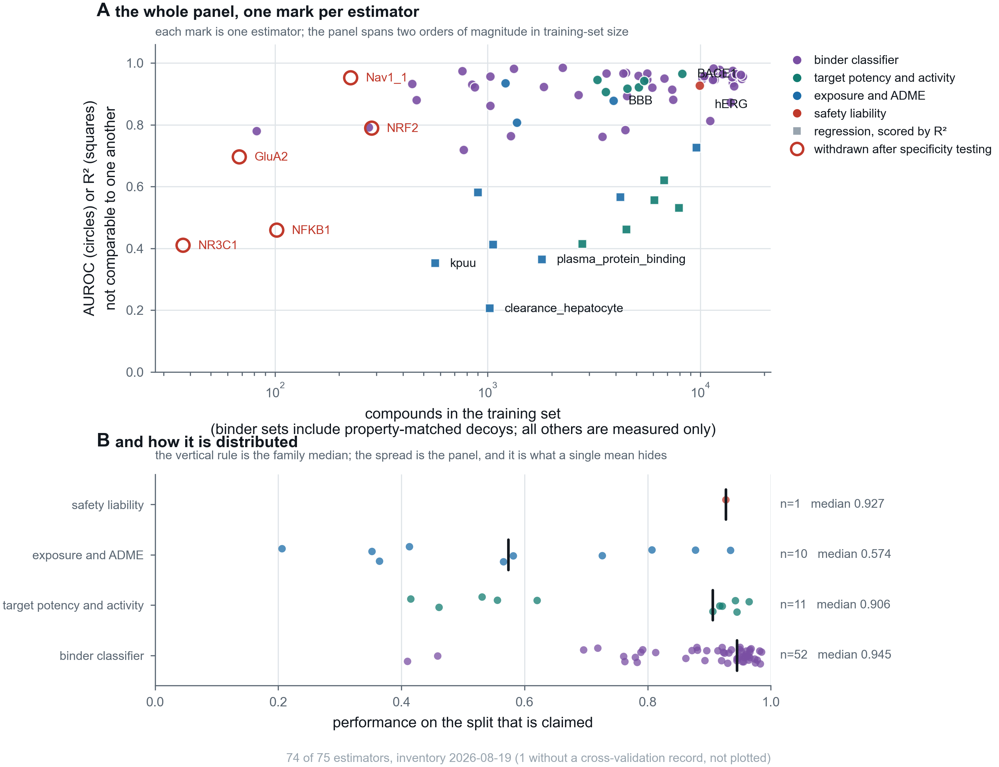 A the whole panel, one mark per estimator
each mark is one estimator; the panel spans two orders of magnitude in training-set size
AUROC (circles) or R² (squares)
not comparable to one another
1.0
0.8
0.6
0.4
0.2
0.0
Nav1_1
NRF2
GluA2
NFKB1
NR3C1
BACE1
BBB
hERG
kpuu
plasma_protein_binding
clearance_hepatocyte
binder classifier
target potency and activity
exposure and ADME
safety liability
regression, scored by R²
withdrawn after specificity testing
10² 10³ 10⁴
compounds in the training set
(binder sets include property-matched decoys; all others are measured only)
B and how it is distributed
the vertical rule is the family median; the spread is the panel, and it is what a single mean hides
safety liability
n=1 median 0.927
exposure and ADME
n=10 median 0.574
target potency and activity
n=11 median 0.906
binder classifier
n=52 median 0.945
0.0 0.2 0.4 0.6 0.8 1.0
performance on the split that is claimed
74 of 75 estimators, inventory 2026-08-19 (1 without a cross-validation record, not plotted)